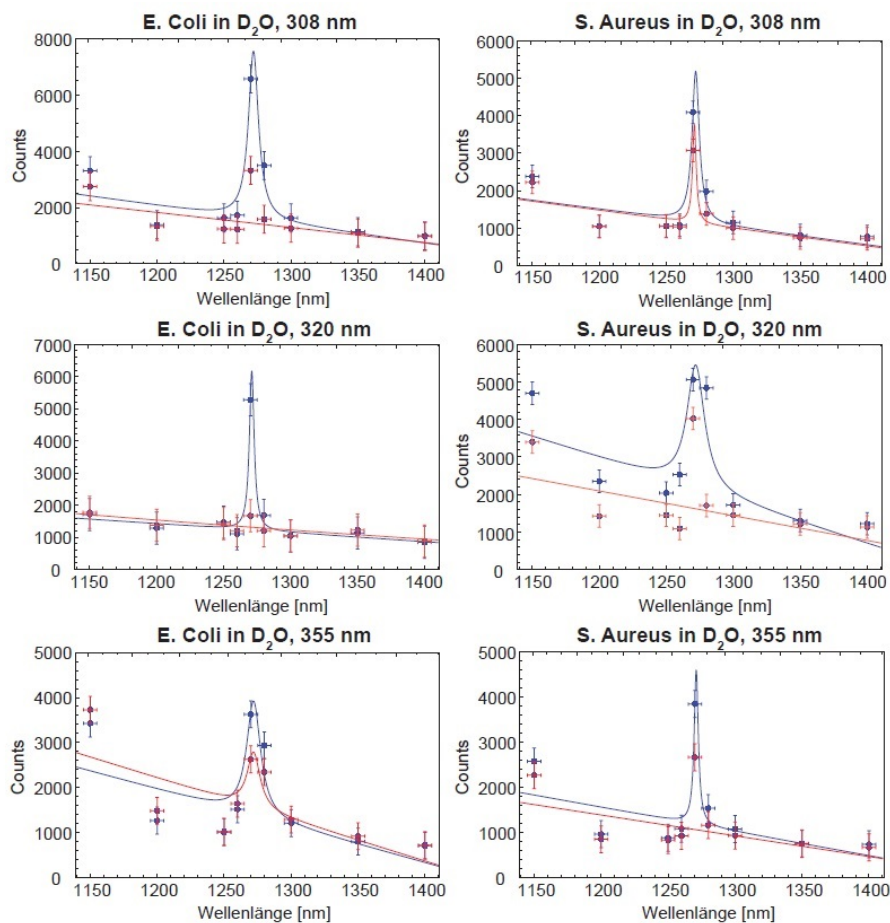 E. Coli in D2O, 308 nm
8000
6000
4000
2000
0
Counts
1150 1200 1250 1300 1350 1400
Wellenlänge [nm]
S. Aureus in D2O, 308 nm
6000
5000
4000
3000
2000
1000
0
Counts
1150 1200 1250 1300 1350 1400
Wellenlänge [nm]
E. Coli in D2O, 320 nm
7000
6000
5000
4000
3000
2000
1000
0
Counts
1150 1200 1250 1300 1350 1400
Wellenlänge [nm]
S. Aureus in D2O, 320 nm
6000
5000
4000
3000
2000
1000
0
Counts
1150 1200 1250 1300 1350 1400
Wellenlänge [nm]
E. Coli in D2O, 355 nm
5000
4000
3000
2000
1000
0
Counts
1150 1200 1250 1300 1350 1400
Wellenlänge [nm]
S. Aureus in D2O, 355 nm
5000
4000
3000
2000
1000
0
Counts
1150 1200 1250 1300 1350 1400
Wellenlänge [nm]